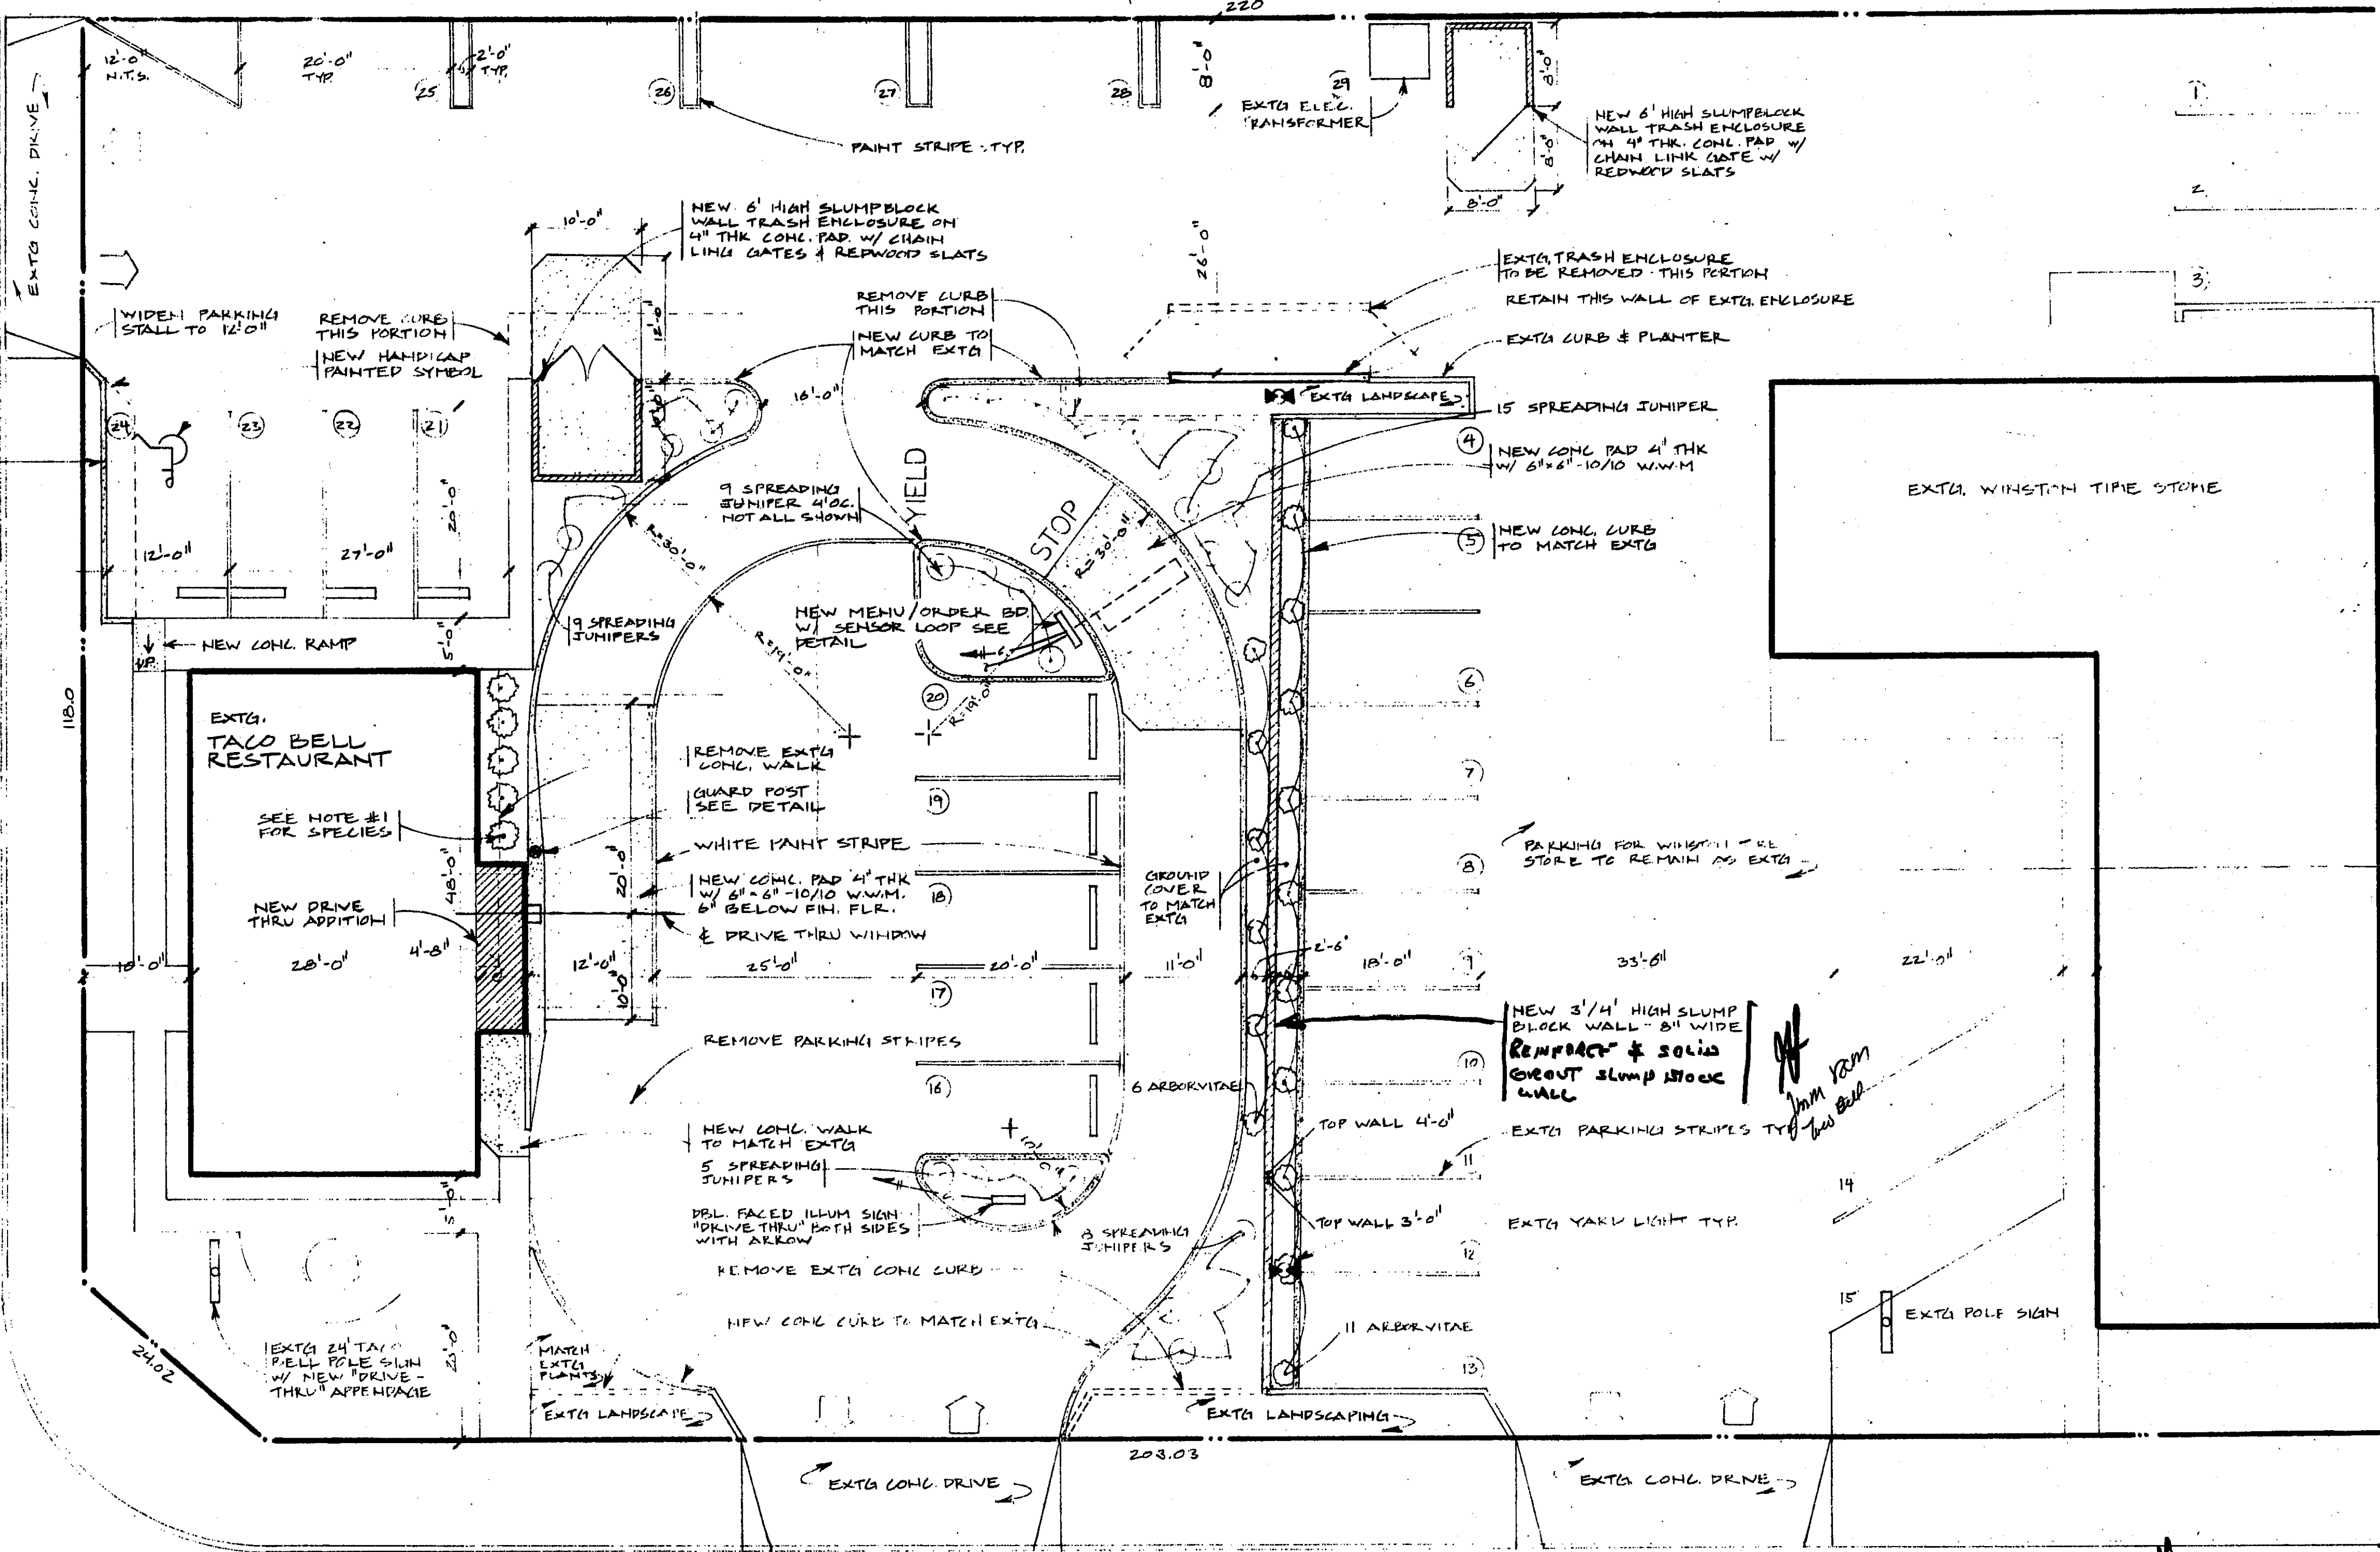 220
12'-0"
N.T.S.
20'-0"
TYP.
2'-0"
TYP.
25
26
27
28
8'-0"
29
8'-0"
8'-0"
8'-0"
EXTG CONC. DRIVE
PAINT STRIPE - TYP.
EXTG ELEC.
TRANSFORMER
NEW 6' HIGH SLUMPBLOCK
WALL TRASH ENCLOSURE
ON 4" THK. CONC. PAD W/
CHAIN LINK GATE W/
REDWOOD SLATS
1
2
3
10'-0"
NEW 6' HIGH SLUMPBLOCK
WALL TRASH ENCLOSURE ON
4" THK CONC. PAD. W/ CHAIN
LING GATES & REDWOOD SLATS
12'-0"
26'-0"
EXTG. TRASH ENCLOSURE
TO BE REMOVED - THIS PORTION
RETAIN THIS WALL OF EXTG. ENCLOSURE
EXTG CURB & PLANTER
WIDEN PARKING
STALL TO 12'0"
REMOVE CURB
THIS PORTION
NEW HANDICAP
PAINTED SYMBOL
REMOVE CURB
THIS PORTION
NEW CURB TO
MATCH EXTG
16'-0"
EXTG LANDSCAPE
15 SPREADING JUNIPER
24
23
22
21
4
NEW CONC PAD 4" THK
W/ 6"x6"-10/10 W.W.M
YIELD
STOP
9 SPREADING
JUNIPER 4'OC.
NOT ALL SHOWN
20'-0"
R=30'-0"
R=30'-0"
EXTG. WINSTON TIRE STORE
5
NEW CONC. CURB
TO MATCH EXTG
12'-0"
27'-0"
9 SPREADING
JUNIPERS
NEW MENU/ORDER BD.
W/ SENSOR LOOP SEE
DETAIL
R=19'-0"
R=19'-0"
NEW CONC. RAMP
UP
5'-0"
20
6
118.0
EXTG.
TACO BELL
RESTAURANT
REMOVE EXTG
CONC. WALK
GUARD POST
SEE DETAIL
SEE NOTE #1
FOR SPECIES
19
7
WHITE PAINT STRIPE
20'-0"
48'-0"
NEW CONC. PAD 4" THK
W/ 6"x6"-10/10 W.W.M.
6" BELOW FIN. FLR.
18
GROUND
COVER
TO MATCH
EXTG
8
PARKING FOR WINSTON TIRE
STORE TO REMAIN AS EXTG
NEW DRIVE
THRU ADDITION
℄ DRIVE THRU WINDOW
10'-0"
28'-0"
4'-8"
12'-0"
25'-0"
20'-0"
11'-0"
2'-6"
18'-0"
9
33'-6"
22'-0"
10'-0"
17
NEW 3'/4' HIGH SLUMP
BLOCK WALL - 8" WIDE
REINFORCE & SOLID
GROUT SLUMP BLOCK
WALL
REMOVE PARKING STRIPES
16
10
6 ARBORVITAE
NEW CONC. WALK
TO MATCH EXTG
TOP WALL 4'-0"
EXTG PARKING STRIPES TYP
11
5 SPREADING
JUNIPERS
14
DBL. FACED ILLUM SIGN
"DRIVE THRU" BOTH SIDES
WITH ARROW
5'-0"
8 SPREADING
JUNIPERS
TOP WALL 3'-0"
EXTG YARD LIGHT TYP.
12
REMOVE EXTG CONC CURB
15
EXTG POLE SIGN
NEW CONC CURB TO MATCH EXTG
11 ARBORVITAE
24.02
EXTG 24' TACO
BELL POLE SIGN
W/ NEW "DRIVE-
THRU" APPENDAGE
MATCH
EXTG
PLANTS
13
EXTG LANDSCAPE
EXTG LANDSCAPING
203.03
EXTG CONC. DRIVE
EXTG. CONC. DRIVE